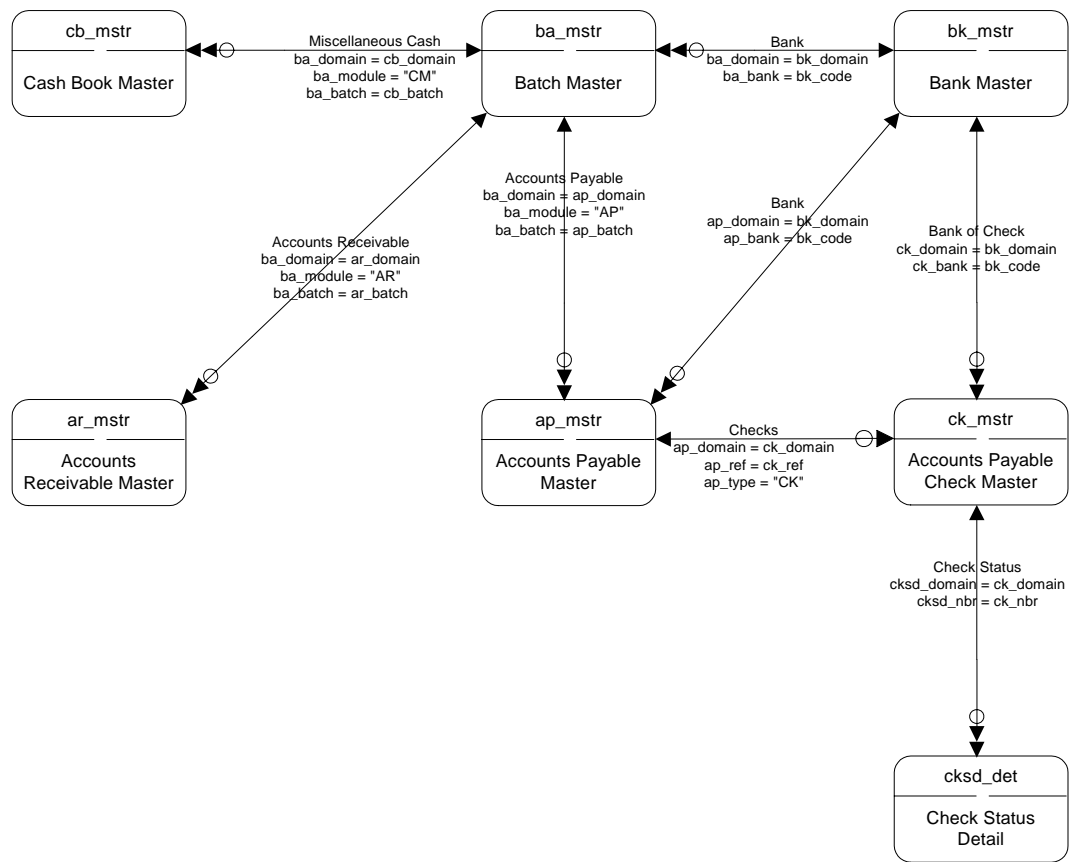 cb_mstr
Cash Book Master
Miscellaneous Cash
ba_domain = cb_domain
ba_module = "CM"
ba_batch = cb_batch
ba_mstr
Batch Master
Bank
ba_domain = bk_domain
ba_bank = bk_code
bk_mstr
Bank Master
Accounts Receivable
ba_domain = ar_domain
ba_module = "AR"
ba_batch = ar_batch
Accounts Payable
ba_domain = ap_domain
ba_module = "AP"
ba_batch = ap_batch
Bank
ap_domain = bk_domain
ap_bank = bk_code
Bank of Check
ck_domain = bk_domain
ck_bank = bk_code
ar_mstr
Accounts
Receivable Master
ap_mstr
Accounts Payable
Master
Checks
ap_domain = ck_domain
ap_ref = ck_ref
ap_type = "CK"
ck_mstr
Accounts Payable
Check Master
Check Status
cksd_domain = ck_domain
cksd_nbr = ck_nbr
cksd_det
Check Status
Detail